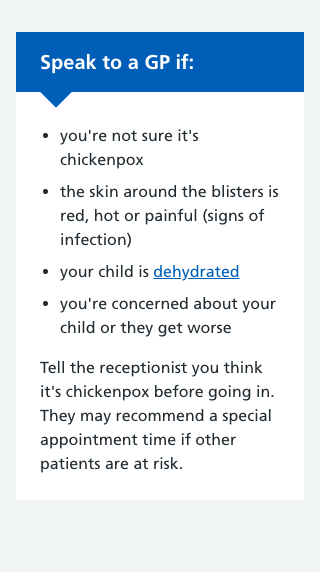 Speak to a GP if:
you're not sure it's
chickenpox
the skin around the blisters is
red, hot or painful (signs of
infection)
your child is dehydrated
you're concerned about your
child or they get worse
Tell the receptionist you think
it's chickenpox before going in.
They may recommend a special
appointment time if other
patients are at risk.